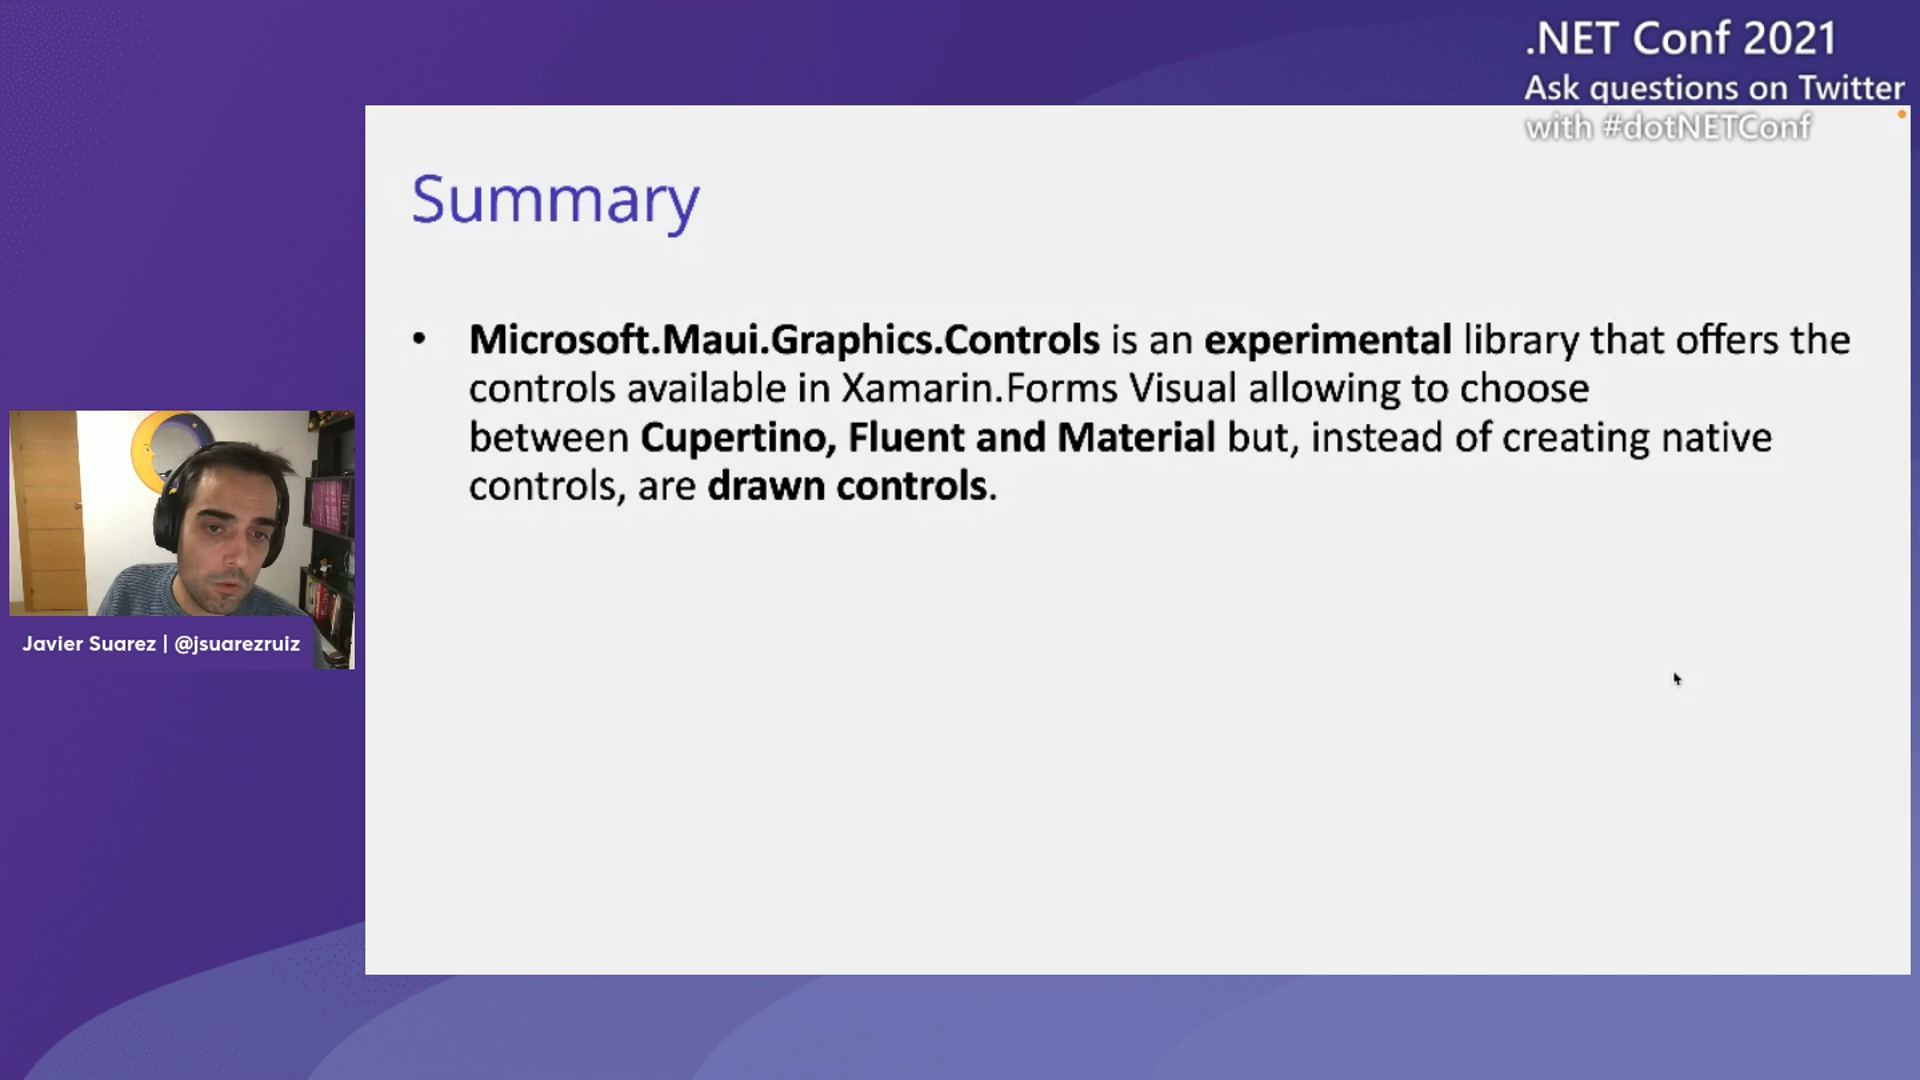 .NET Conf 2021
Ask questions on Twitter
with #dotNETConf
Summary
• Microsoft.Maui.Graphics.Controls is an experimental library that offers the
controls available in Xamarin.Forms Visual allowing to choose
between Cupertino, Fluent and Material but, instead of creating native
controls, are drawn controls.
Javier Suarez | @jsuarezruiz